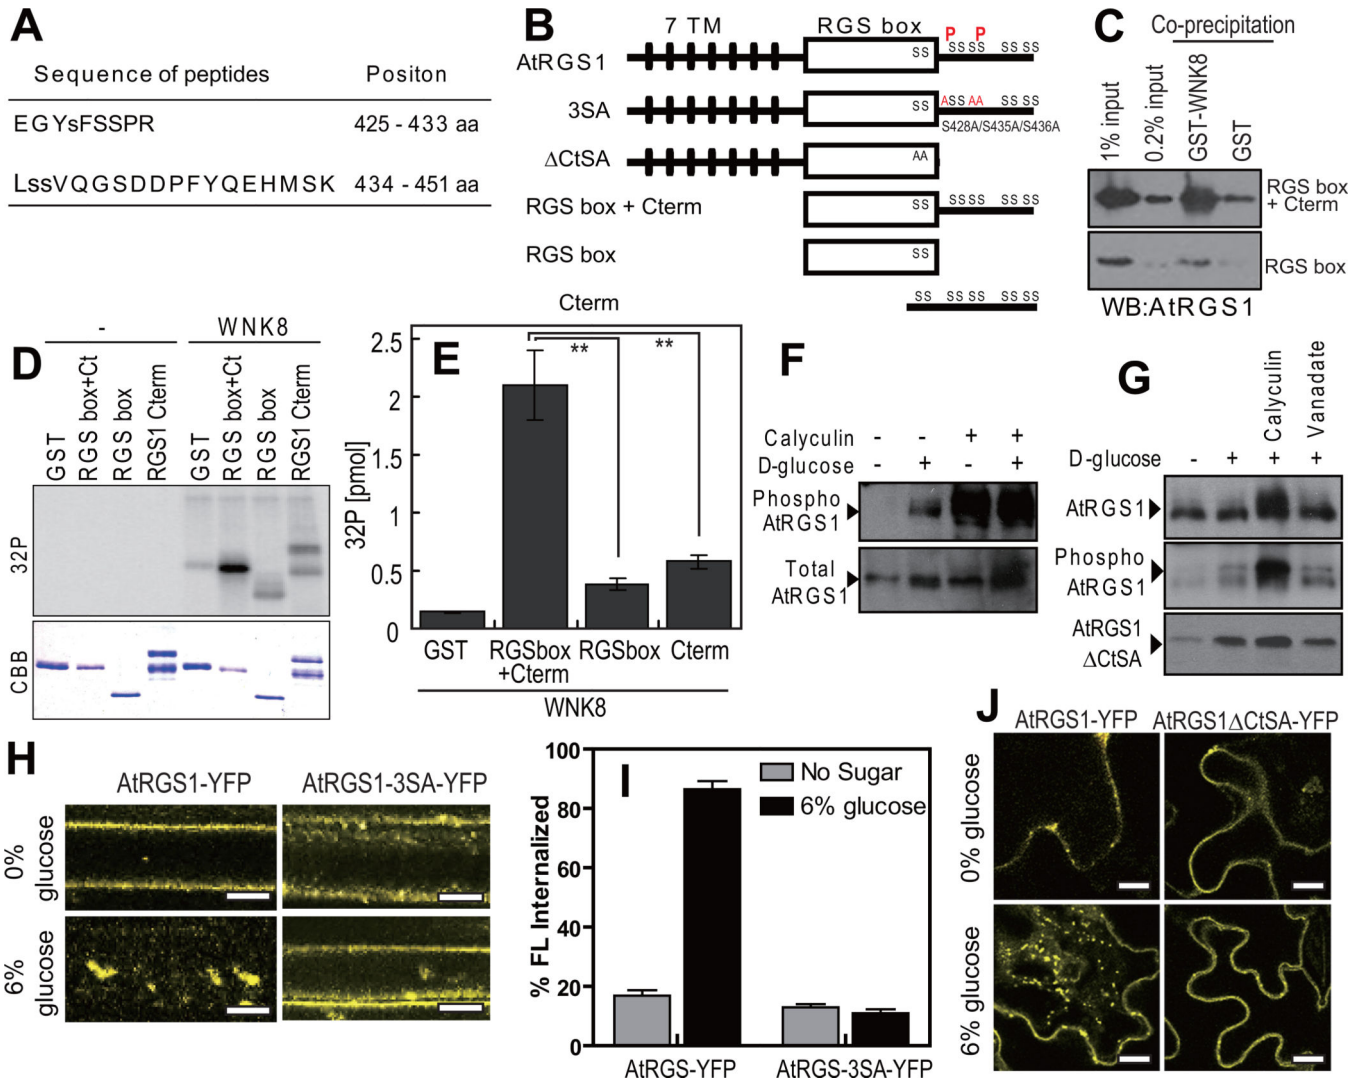 A
Sequence of peptides Positon
EGYsFSSPR 425 - 433 aa
LssVQGSDDPFYQEHMSK 434 - 451 aa
B
7 TM RGS box
P P
AtRGS1 SS SS SS SS SS
3SA SS ASS AA SS SS
S428A/S435A/S436A
ΔCtSA AA
RGS box + Cterm SS SS SS SS SS
RGS box SS
Cterm SS SS SS SS SS
C
Co-precipitation
1% input
0.2% input
GST-WNK8
GST
RGS box
+ Cterm
RGS box
WB:AtRGS1
D
- WNK8
GST
RGS box+Ct
RGS box
RGS1 Cterm
GST
RGS box+Ct
RGS box
RGS1 Cterm
32P
CBB
E
32P [pmol]
2.5
2
1.5
1
0.5
0
** **
GST RGSbox RGSbox Cterm
+Cterm
WNK8
F
Calyculin - - + +
D-glucose - + - +
Phospho
AtRGS1
Total
AtRGS1
G
Calyculin
Vanadate
D-glucose - + + +
AtRGS1
Phospho
AtRGS1
AtRGS1
ΔCtSA
H
AtRGS1-YFP AtRGS1-3SA-YFP
0%
glucose
6%
glucose
I
% FL Internalized
100
80
60
40
20
0
No Sugar
6% glucose
AtRGS-YFP AtRGS-3SA-YFP
J
AtRGS1-YFP AtRGS1ΔCtSA-YFP
0% glucose
6% glucose